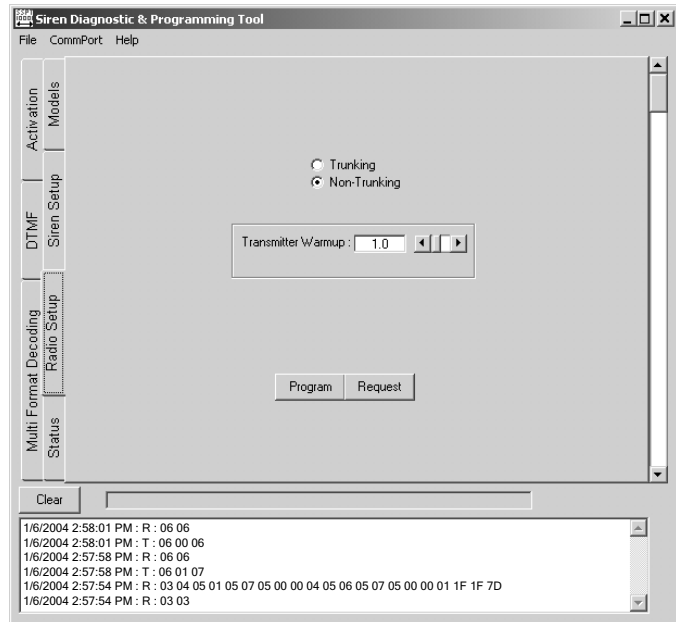 Siren Diagnostic & Programming Tool
File CommPort Help
Activation
Models
DTMF
Siren Setup
Multi Format Decoding
Radio Setup
Status
Trunking
Non-Trunking
Transmitter Warmup : 1.0
Program Request
Clear
1/6/2004 2:58:01 PM : R : 06 06
1/6/2004 2:58:01 PM : T : 06 00 06
1/6/2004 2:57:58 PM : R : 06 06
1/6/2004 2:57:58 PM : T : 06 01 07
1/6/2004 2:57:54 PM : R : 03 04 05 01 05 07 05 00 00 04 05 06 05 07 05 00 00 01 1F 1F 7D
1/6/2004 2:57:54 PM : R : 03 03